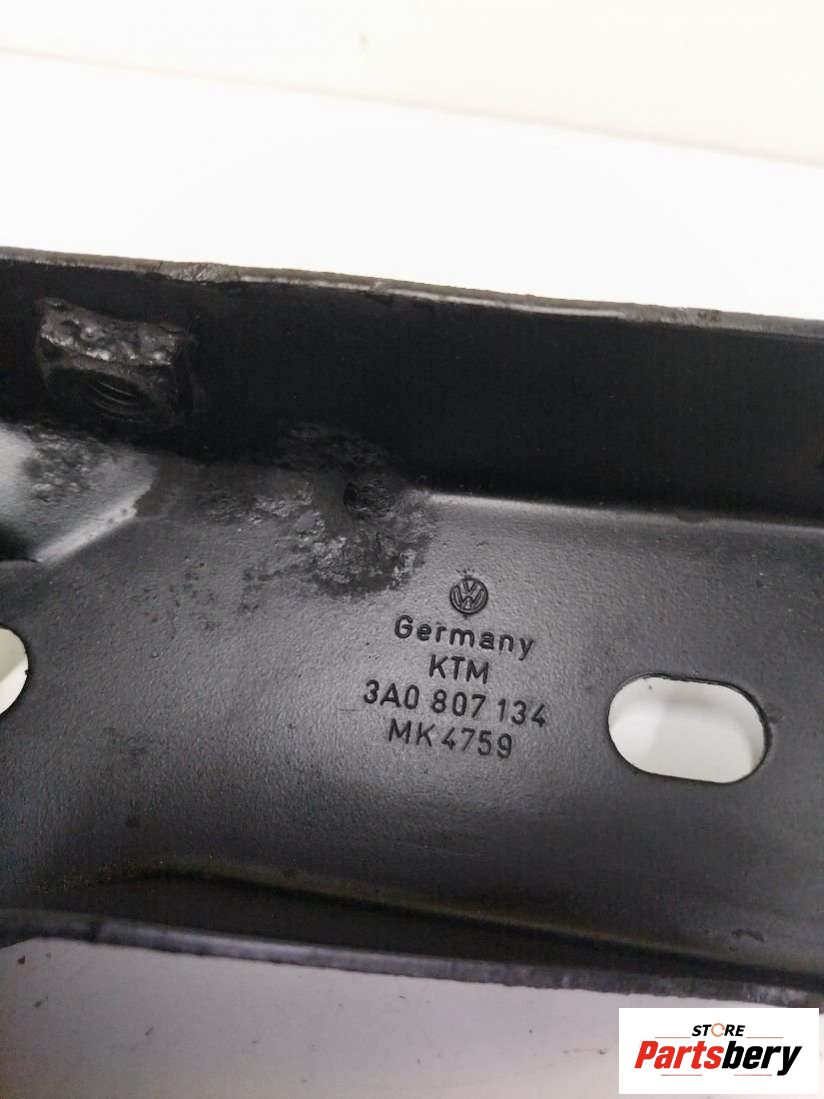 Germany
KTM
3A0 807 134
MK 4759
STORE
Partsbery